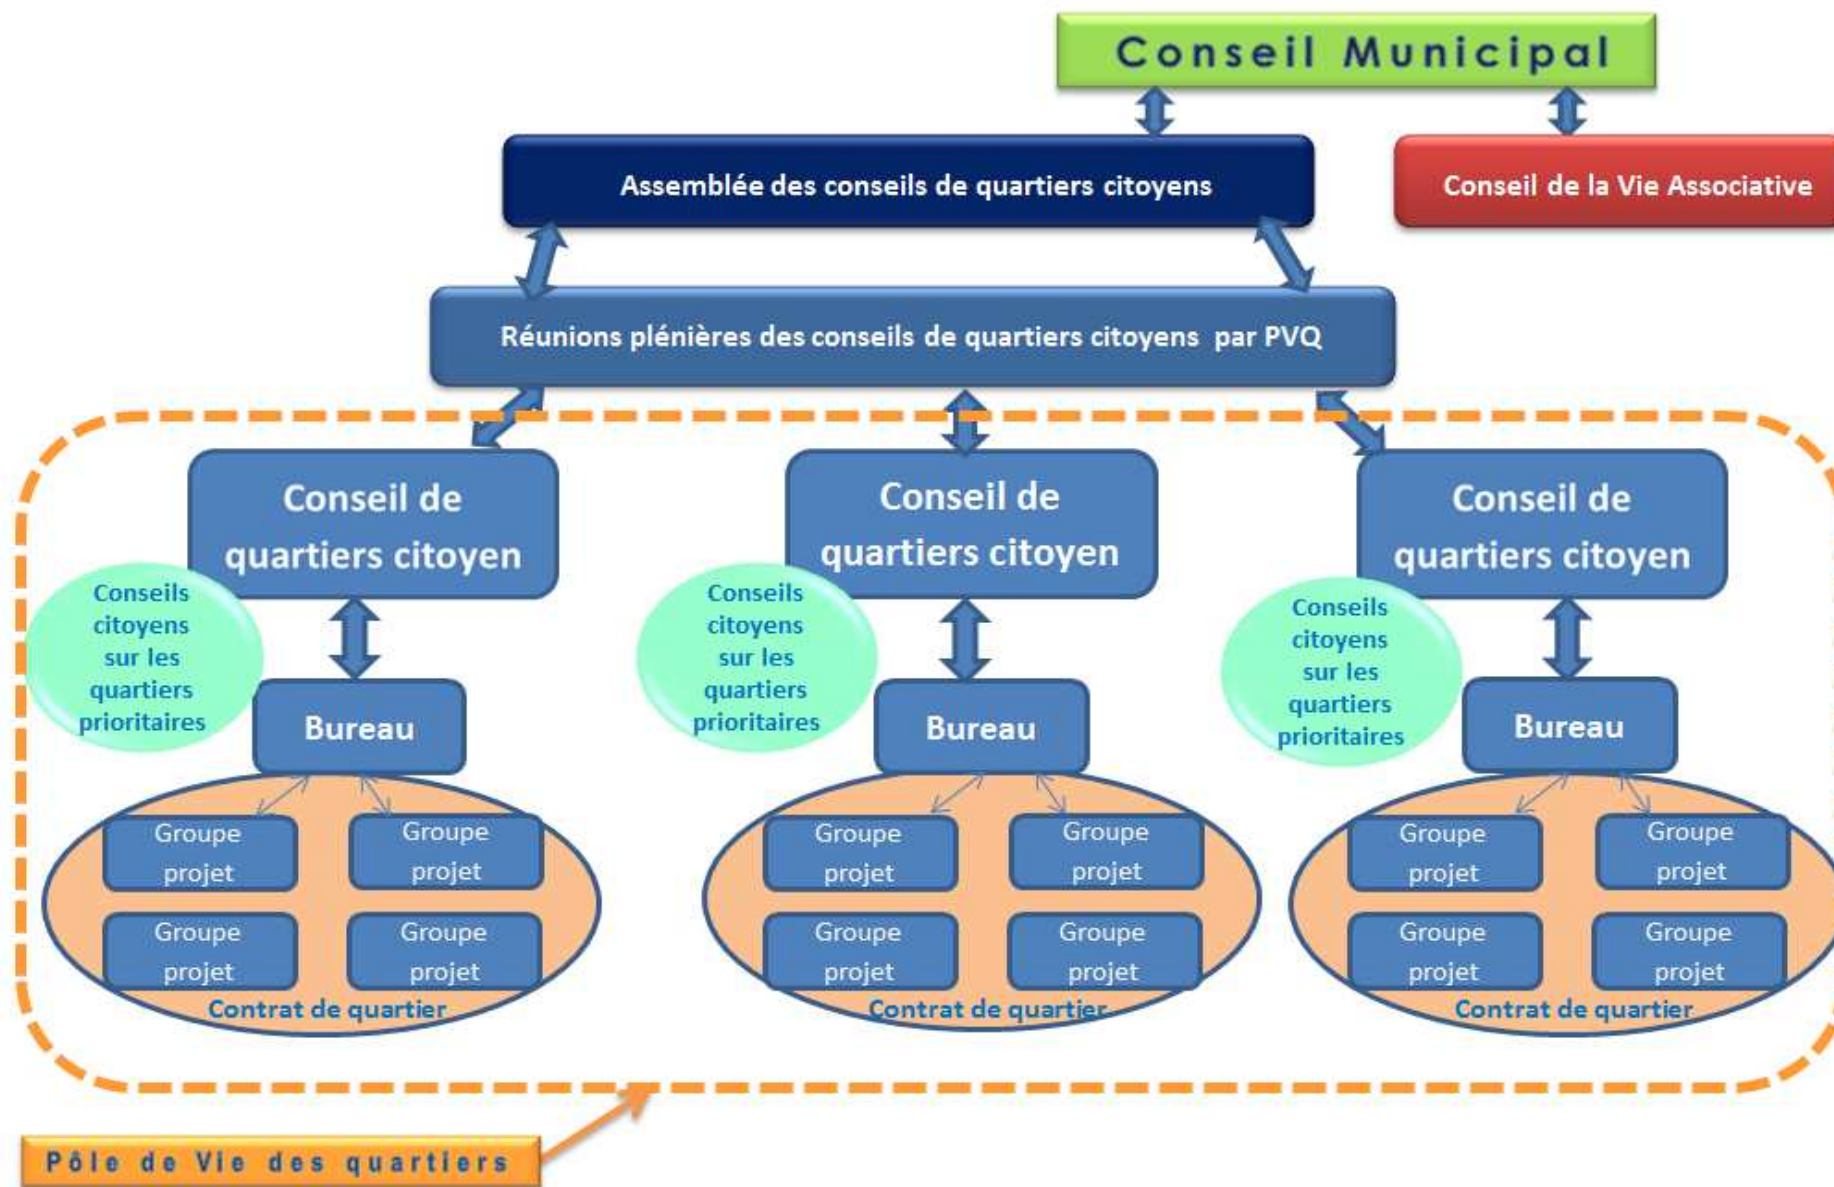 Conseil Municipal
Assemblée des conseils de quartiers citoyens
Conseil de la Vie Associative
Réunions plénières des conseils de quartiers citoyens par PVQ
Conseil de
quartiers citoyen
Conseils
citoyens
sur les
quartiers
prioritaires
Bureau
Groupe
projet
Groupe
projet
Groupe
projet
Groupe
projet
Contrat de quartier
Conseil de
quartiers citoyen
Conseils
citoyens
sur les
quartiers
prioritaires
Bureau
Groupe
projet
Groupe
projet
Groupe
projet
Groupe
projet
Contrat de quartier
Conseil de
quartiers citoyen
Conseils
citoyens
sur les
quartiers
prioritaires
Bureau
Groupe
projet
Groupe
projet
Groupe
projet
Groupe
projet
Contrat de quartier
Pôle de Vie des quartiers